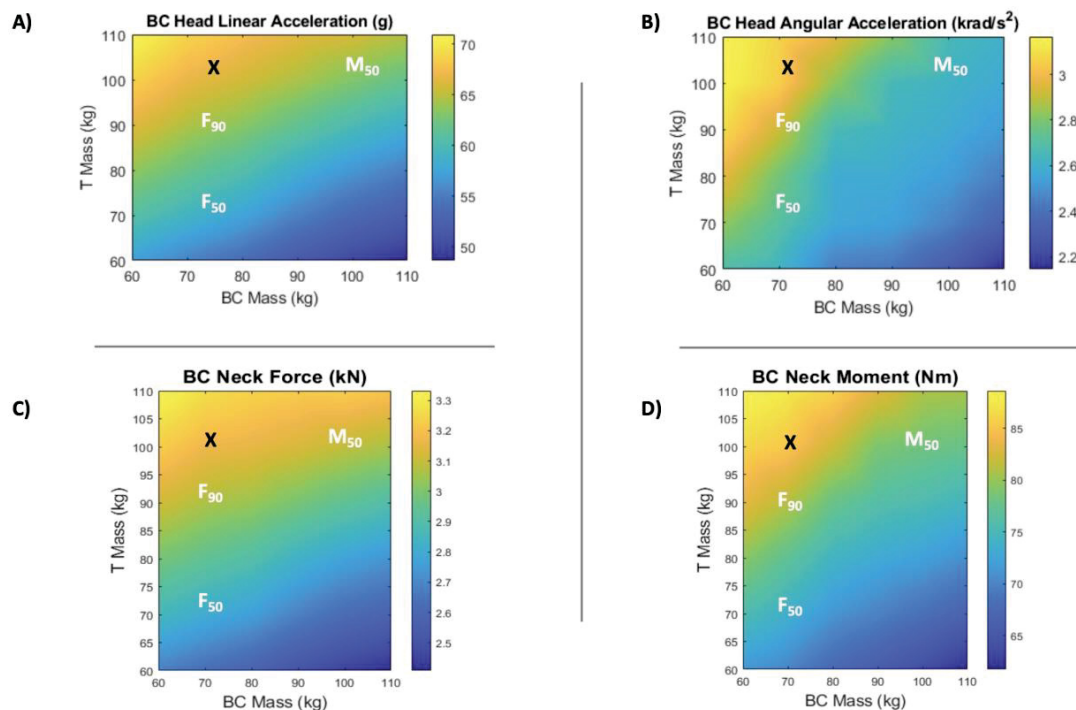 A)
BC Head Linear Acceleration (g)
110
100
90
80
70
60
T Mass (kg)
X
M50
F90
F50
60 70 80 90 100 110
BC Mass (kg)
70
65
60
55
50
B)
BC Head Angular Acceleration (krad/s²)
110
100
90
80
70
60
T Mass (kg)
X
M50
F90
F50
60 70 80 90 100 110
BC Mass (kg)
3
2.8
2.6
2.4
2.2
C)
BC Neck Force (kN)
110
105
100
95
90
85
80
75
70
65
60
T Mass (kg)
X
M50
F90
F50
60 70 80 90 100 110
BC Mass (kg)
3.3
3.2
3.1
3
2.9
2.8
2.7
2.6
2.5
D)
BC Neck Moment (Nm)
110
105
100
95
90
85
80
75
70
65
60
T Mass (kg)
X
M50
F90
F50
60 70 80 90 100 110
BC Mass (kg)
85
80
75
70
65